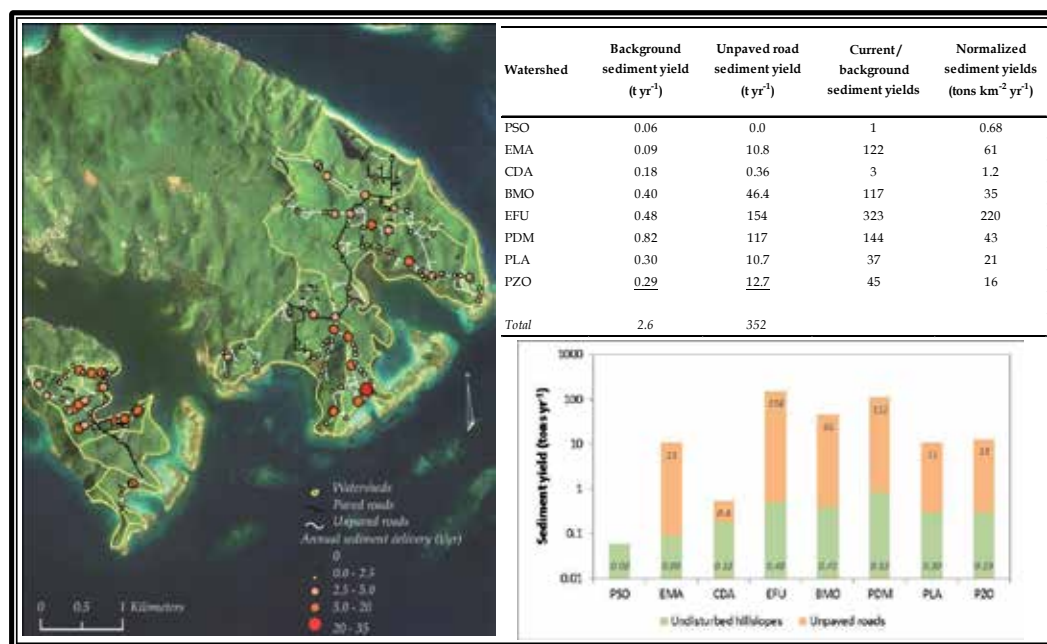 Watershed Background sediment yield (t yr⁻¹) Unpaved road sediment yield (t yr⁻¹) Current/ background sediment yields Normalized sediment yields (tons km⁻² yr⁻¹)
PSO 0.06 0.0 1 0.68
EMA 0.09 10.8 122 61
CDA 0.18 0.36 3 1.2
BMO 0.40 46.4 117 35
EFU 0.48 154 323 220
PDM 0.82 117 144 43
PLA 0.30 10.7 37 21
PZO 0.29 12.7 45 16
Total 2.6 352
Watersheds
Paved roads
Unpaved roads
Annual sediment delivery (t/yr)
0
0.0 - 2.5
2.5 - 5.0
5.0 - 20
20 - 35
0 0.5 1 Kilometers
Sediment yield (tons yr⁻¹)
1000
100
10
1
0.1
0.01
PSO EMA CDA EFU BMO PDM PLA PZO
Undisturbed hillslopes Unpaved roads